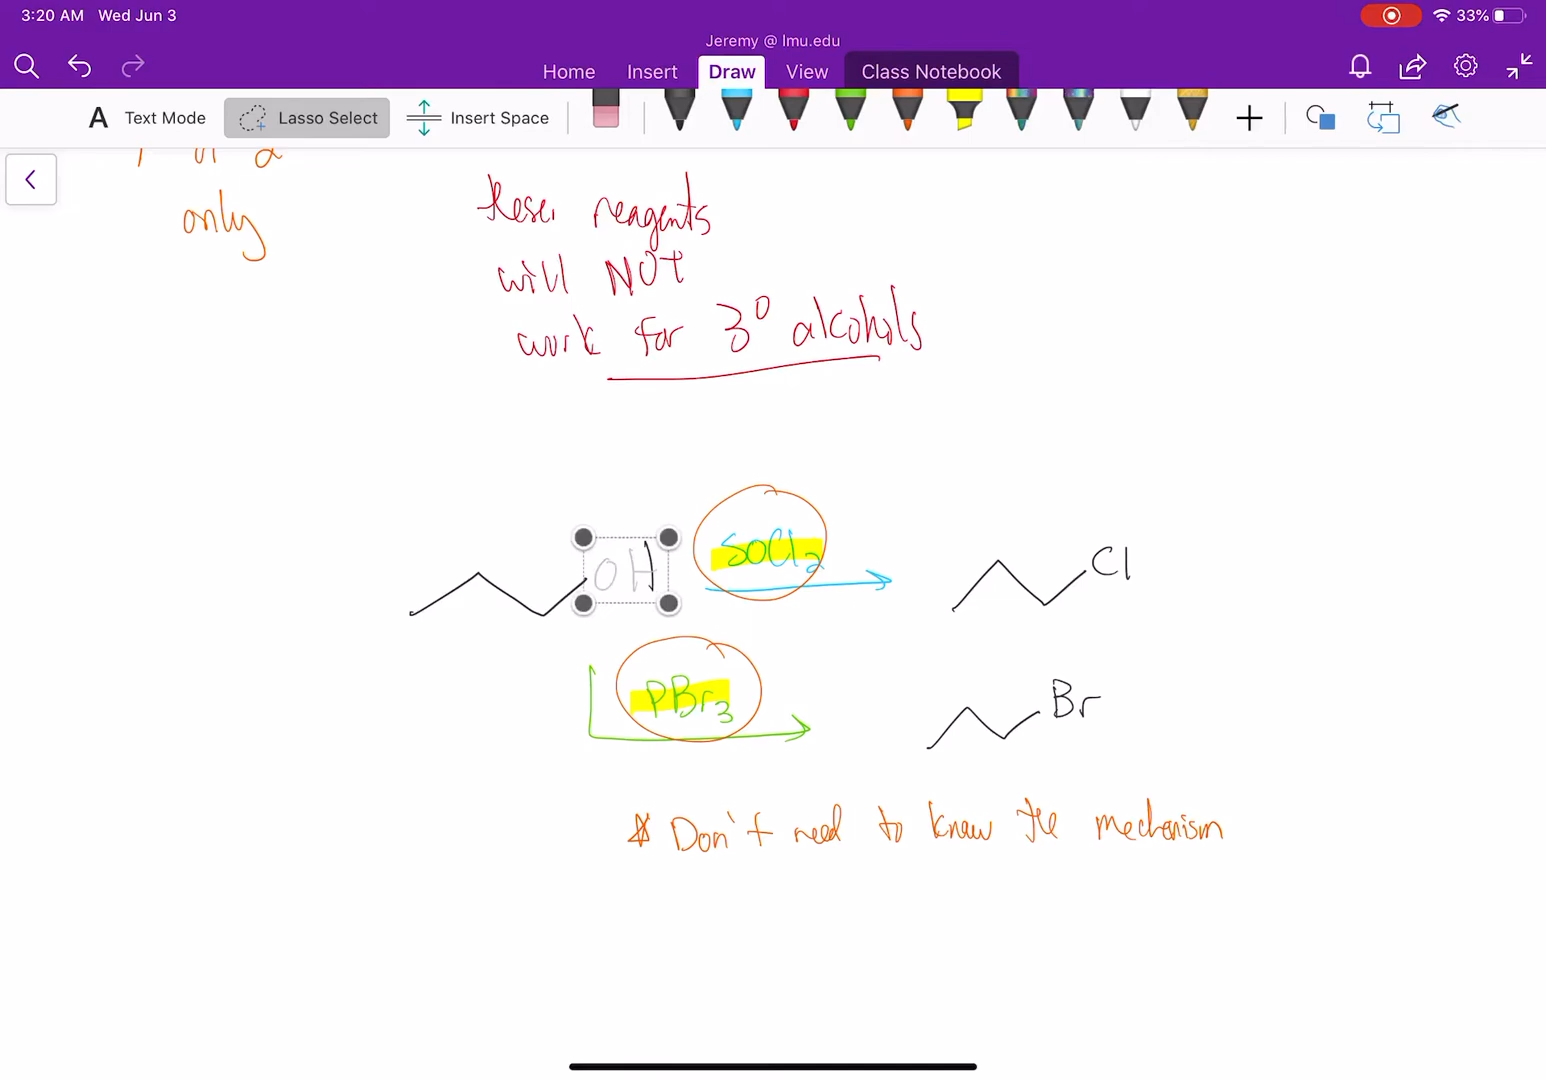 3:20 AM Wed Jun 3
33%
Jeremy @ lmu.edu
Home Insert Draw View Class Notebook
A Text Mode Lasso Select Insert Space
only
these reagents
will NOT
work for 3° alcohols
OH SOCl2 Cl
PBr3 Br
* Don't need to know the mechanism